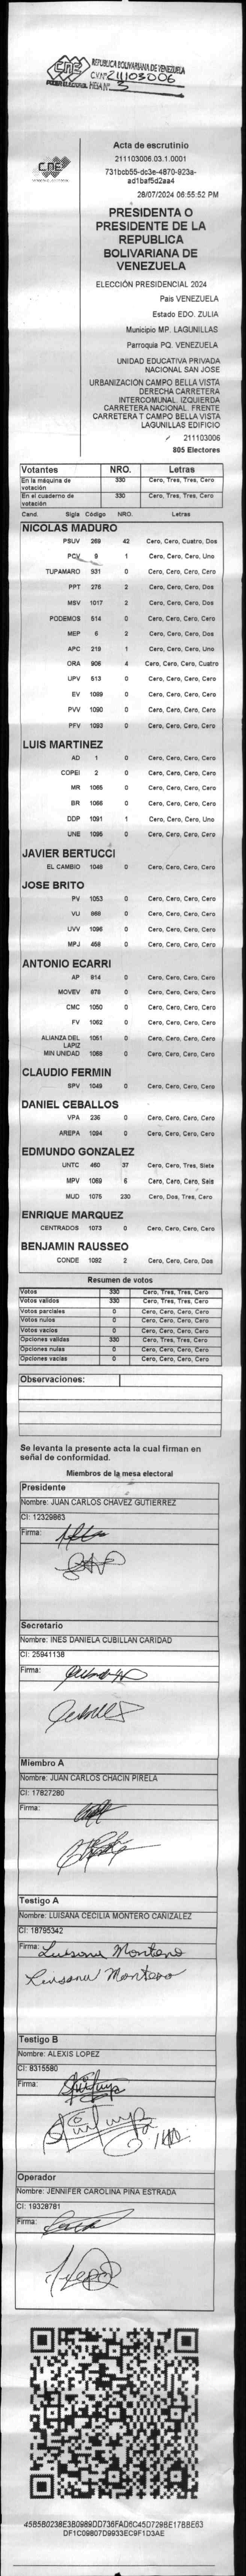 CNE REPUBLICA BOLIVARIANA DE VENEZUELA
CVN° 211103006
PODER ELECTORAL MESA N° 3
CNE
Acta de escrutinio
211103006.03.1.0001
731bcb55-dc3e-4870-923a-
ad1baf5d2aa4
28/07/2024 06:55:52 PM
PRESIDENTA O
PRESIDENTE DE LA
REPUBLICA
BOLIVARIANA DE
VENEZUELA
ELECCIÓN PRESIDENCIAL 2024
Pais VENEZUELA
Estado EDO. ZULIA
Municipio MP. LAGUNILLAS
Parroquia PQ. VENEZUELA
UNIDAD EDUCATIVA PRIVADA
NACIONAL SAN JOSE
URBANIZACIÓN CAMPO BELLA VISTA
DERECHA CARRETERA
INTERCOMUNAL. IZQUIERDA
CARRETERA NACIONAL. FRENTE
CARRETERA T CAMPO BELLA VISTA
LAGUNILLAS EDIFICIO
211103006
805 Electores
Votantes NRO. Letras
En la máquina de votación 330 Cero, Tres, Tres, Cero
En el cuaderno de votación 330 Cero, Tres, Tres, Cero
Cand. Sigla Código NRO. Letras
NICOLAS MADURO
PSUV 269 42 Cero, Cero, Cuatro, Dos
PCV 9 1 Cero, Cero, Cero, Uno
TUPAMARO 931 0 Cero, Cero, Cero, Cero
PPT 276 2 Cero, Cero, Cero, Dos
MSV 1017 2 Cero, Cero, Cero, Dos
PODEMOS 514 0 Cero, Cero, Cero, Cero
MEP 6 2 Cero, Cero, Cero, Dos
APC 219 1 Cero, Cero, Cero, Uno
ORA 906 4 Cero, Cero, Cero, Cuatro
UPV 513 0 Cero, Cero, Cero, Cero
EV 1089 0 Cero, Cero, Cero, Cero
PVV 1090 0 Cero, Cero, Cero, Cero
PFV 1093 0 Cero, Cero, Cero, Cero
LUIS MARTINEZ
AD 1 0 Cero, Cero, Cero, Cero
COPEI 2 0 Cero, Cero, Cero, Cero
MR 1065 0 Cero, Cero, Cero, Cero
BR 1066 0 Cero, Cero, Cero, Cero
DDP 1091 1 Cero, Cero, Cero, Uno
UNE 1095 0 Cero, Cero, Cero, Cero
JAVIER BERTUCCI
EL CAMBIO 1048 0 Cero, Cero, Cero, Cero
JOSE BRITO
PV 1053 0 Cero, Cero, Cero, Cero
VU 968 0 Cero, Cero, Cero, Cero
UVV 1096 0 Cero, Cero, Cero, Cero
MPJ 458 0 Cero, Cero, Cero, Cero
ANTONIO ECARRI
AP 814 0 Cero, Cero, Cero, Cero
MOVEV 978 0 Cero, Cero, Cero, Cero
CMC 1050 0 Cero, Cero, Cero, Cero
FV 1062 0 Cero, Cero, Cero, Cero
ALIANZA DEL LAPIZ 1051 0 Cero, Cero, Cero, Cero
MIN UNIDAD 1068 0 Cero, Cero, Cero, Cero
CLAUDIO FERMIN
SPV 1049 0 Cero, Cero, Cero, Cero
DANIEL CEBALLOS
VPA 236 0 Cero, Cero, Cero, Cero
AREPA 1094 0 Cero, Cero, Cero, Cero
EDMUNDO GONZALEZ
UNTC 460 37 Cero, Cero, Tres, Siete
MPV 1069 6 Cero, Cero, Cero, Seis
MUD 1075 230 Cero, Dos, Tres, Cero
ENRIQUE MARQUEZ
CENTRADOS 1073 0 Cero, Cero, Cero, Cero
BENJAMIN RAUSSEO
CONDE 1082 2 Cero, Cero, Cero, Dos
Resumen de votos
Votos 330 Cero, Tres, Tres, Cero
Votos validos 330 Cero, Tres, Tres, Cero
Votos parciales 0 Cero, Cero, Cero, Cero
Votos nulos 0 Cero, Cero, Cero, Cero
Votos vacios 0 Cero, Cero, Cero, Cero
Opciones validas 330 Cero, Tres, Tres, Cero
Opciones nulas 0 Cero, Cero, Cero, Cero
Opciones vacias 0 Cero, Cero, Cero, Cero
Observaciones:
Se levanta la presente acta la cual firman en
señal de conformidad.
Miembros de la mesa electoral
Presidente
Nombre: JUAN CARLOS CHAVEZ GUTIERREZ
CI: 12329863
Firma:
Secretario
Nombre: INES DANIELA CUBILLAN CARIDAD
CI: 25941138
Firma:
Miembro A
Nombre: JUAN CARLOS CHACIN PIRELA
CI: 17827280
Firma:
Testigo A
Nombre: LUISANA CECILIA MONTERO CAÑIZALEZ
CI: 18795342
Firma: Luisana Montero
Luisana Montero
Testigo B
Nombre: ALEXIS LOPEZ
CI: 8315580
Firma:
Operador
Nombre: JENNIFER CAROLINA PIÑA ESTRADA
CI: 19328781
Firma:
45B5B0238E3B0989DD736FAD6C45D729BE17BBE63
DF1C09807D9933EC9F1D3AE